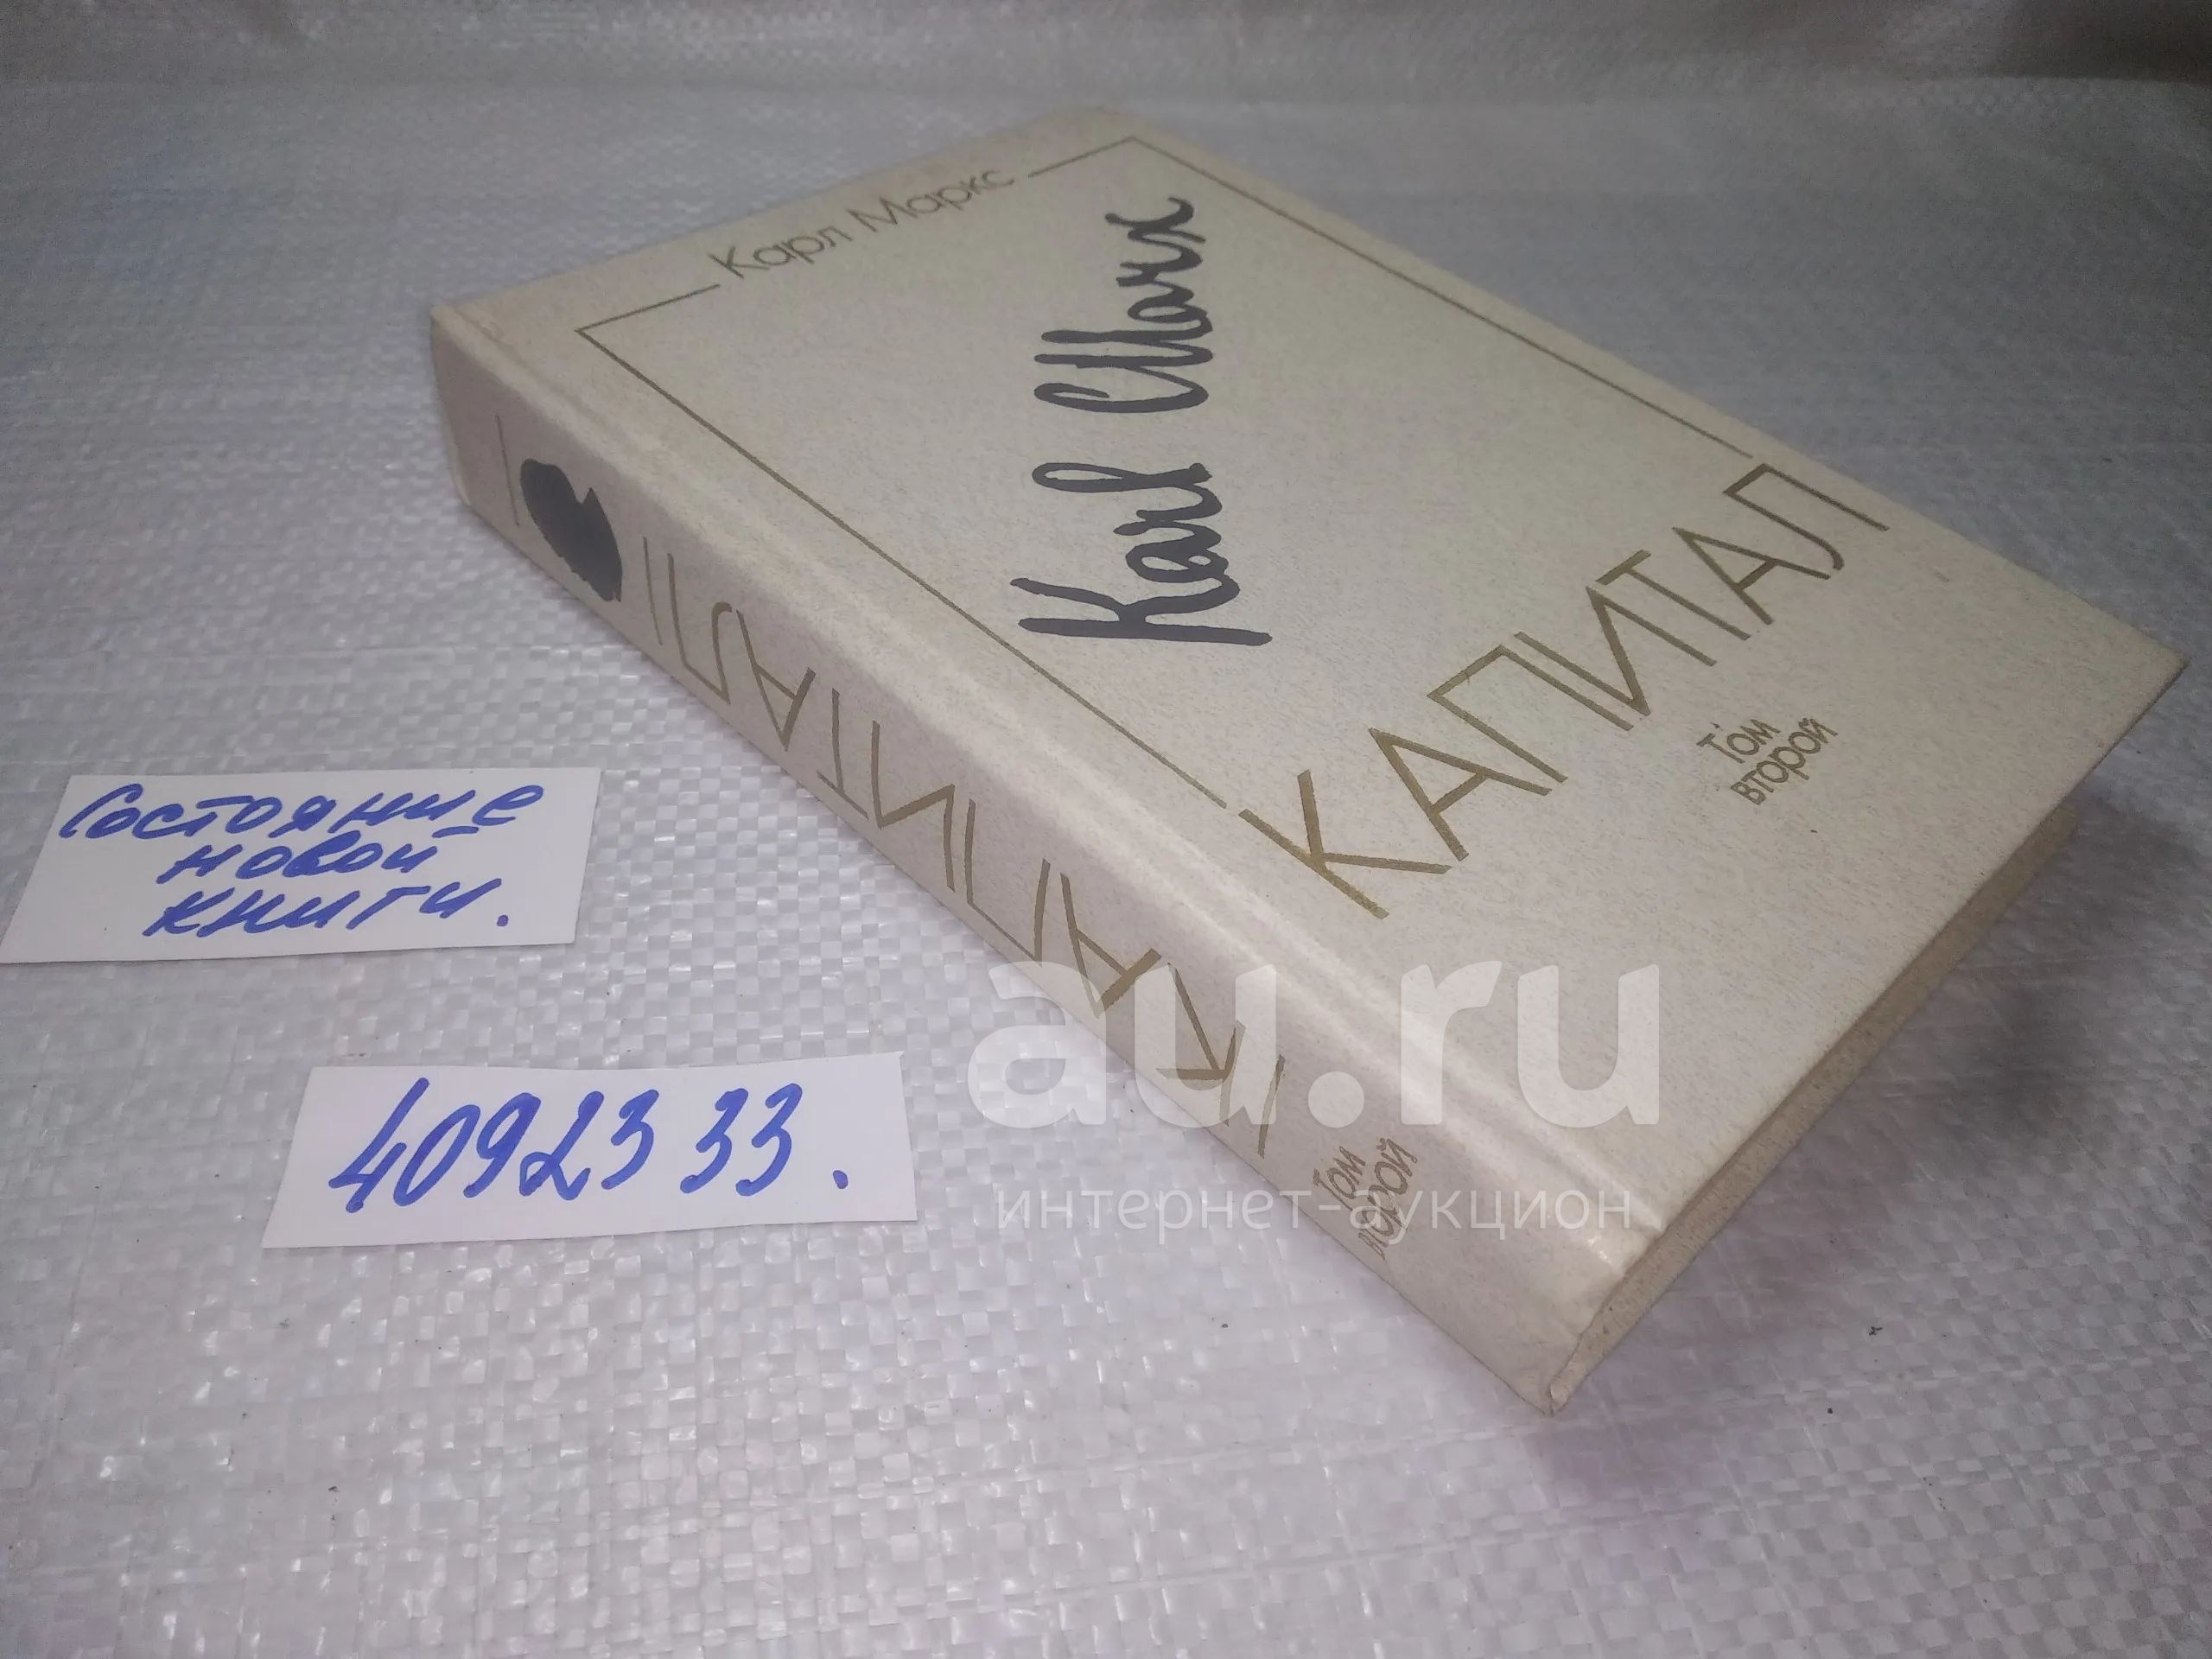 Карл Маркс
Karl Marx
КАПИТАЛ
Том
второй
КАПИТАЛ
Том
второй
Состояние
новой
книги.
4092333.
au.ru
интернет-аукцион